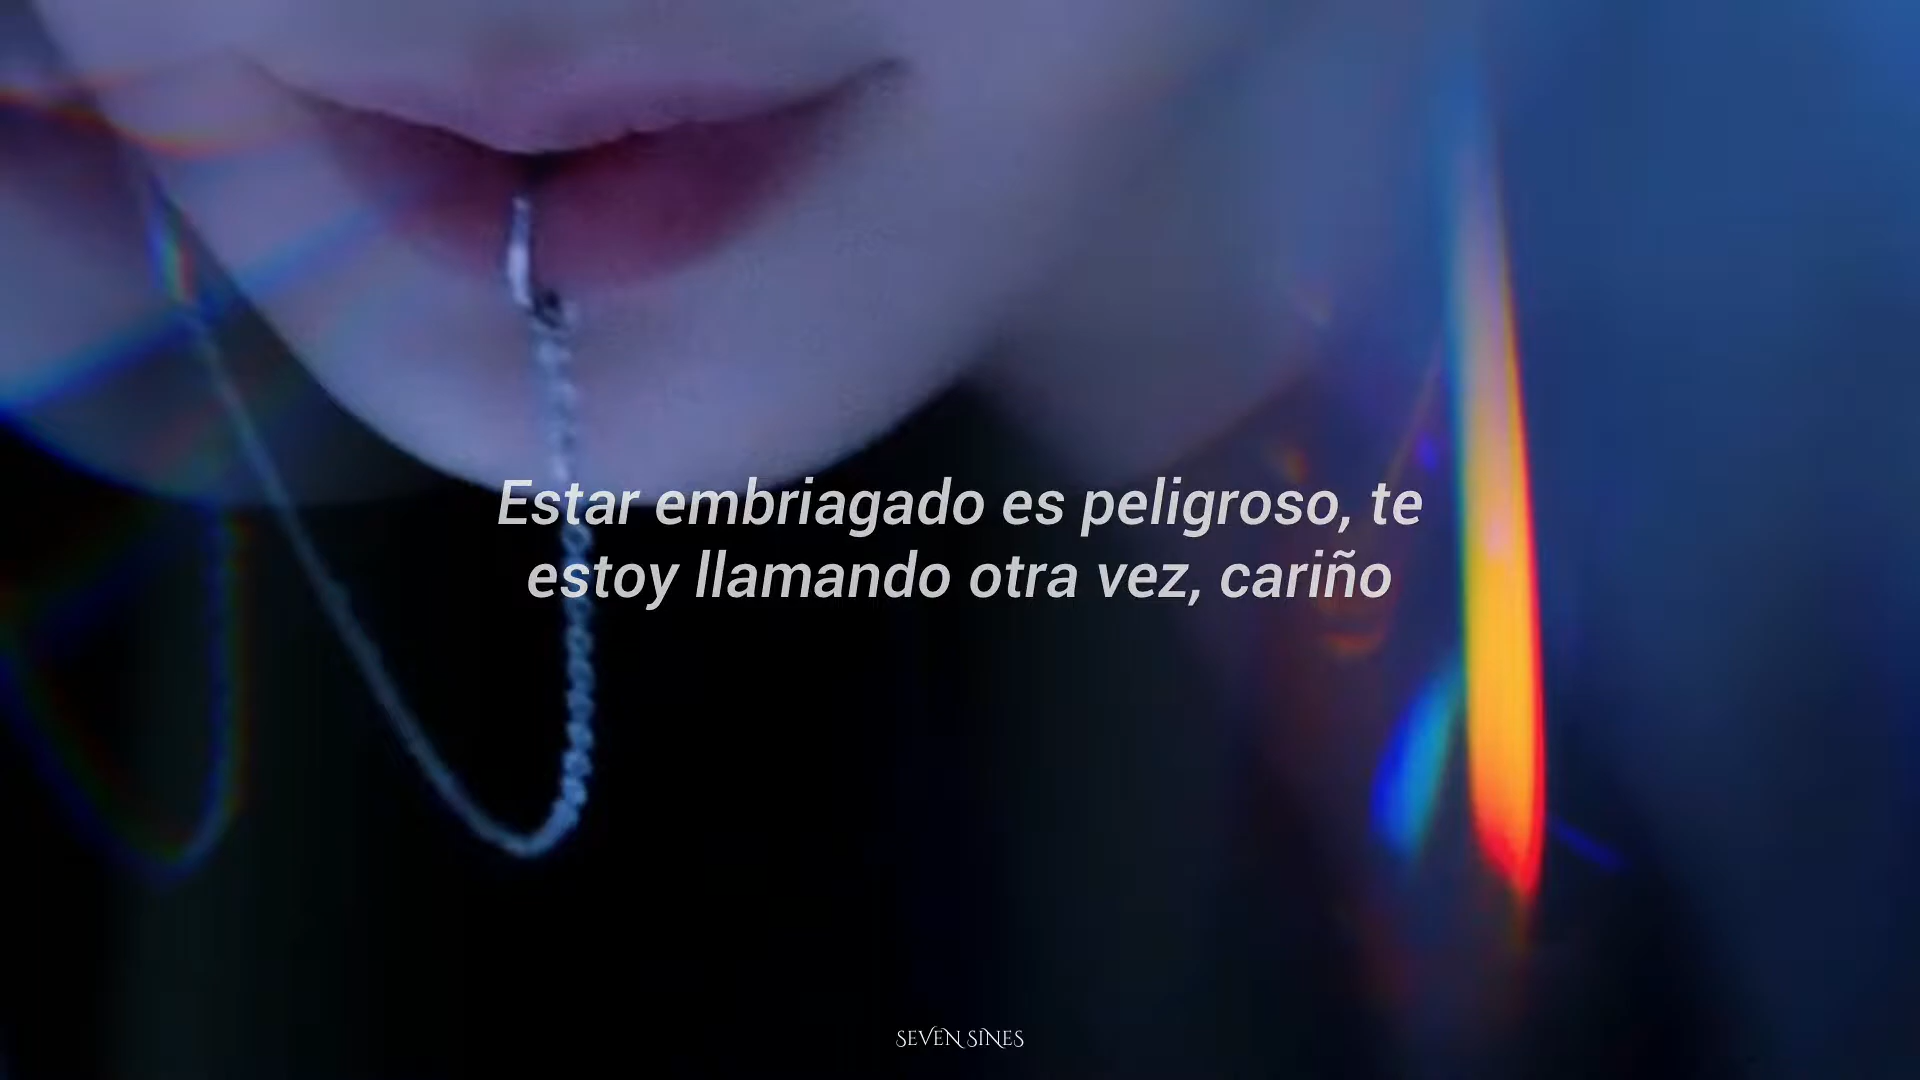 Estar embriagado es peligroso, te
estoy llamando otra vez, cariño
SEVEN SINES